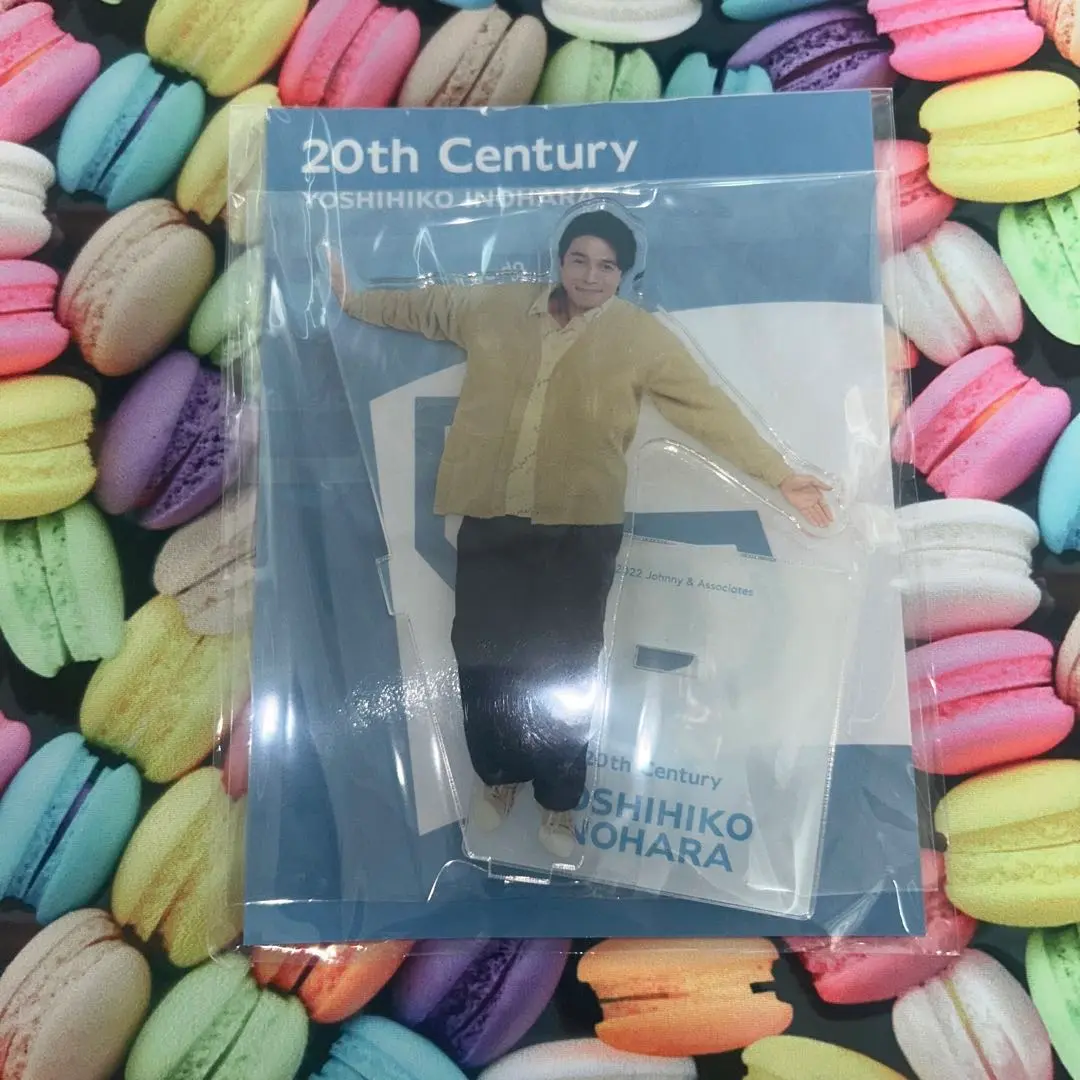 20th Century
YOSHIHIKO INOHARA
2022 Johnny & Associates
20th Century
OSHIHIKO
NOHARA